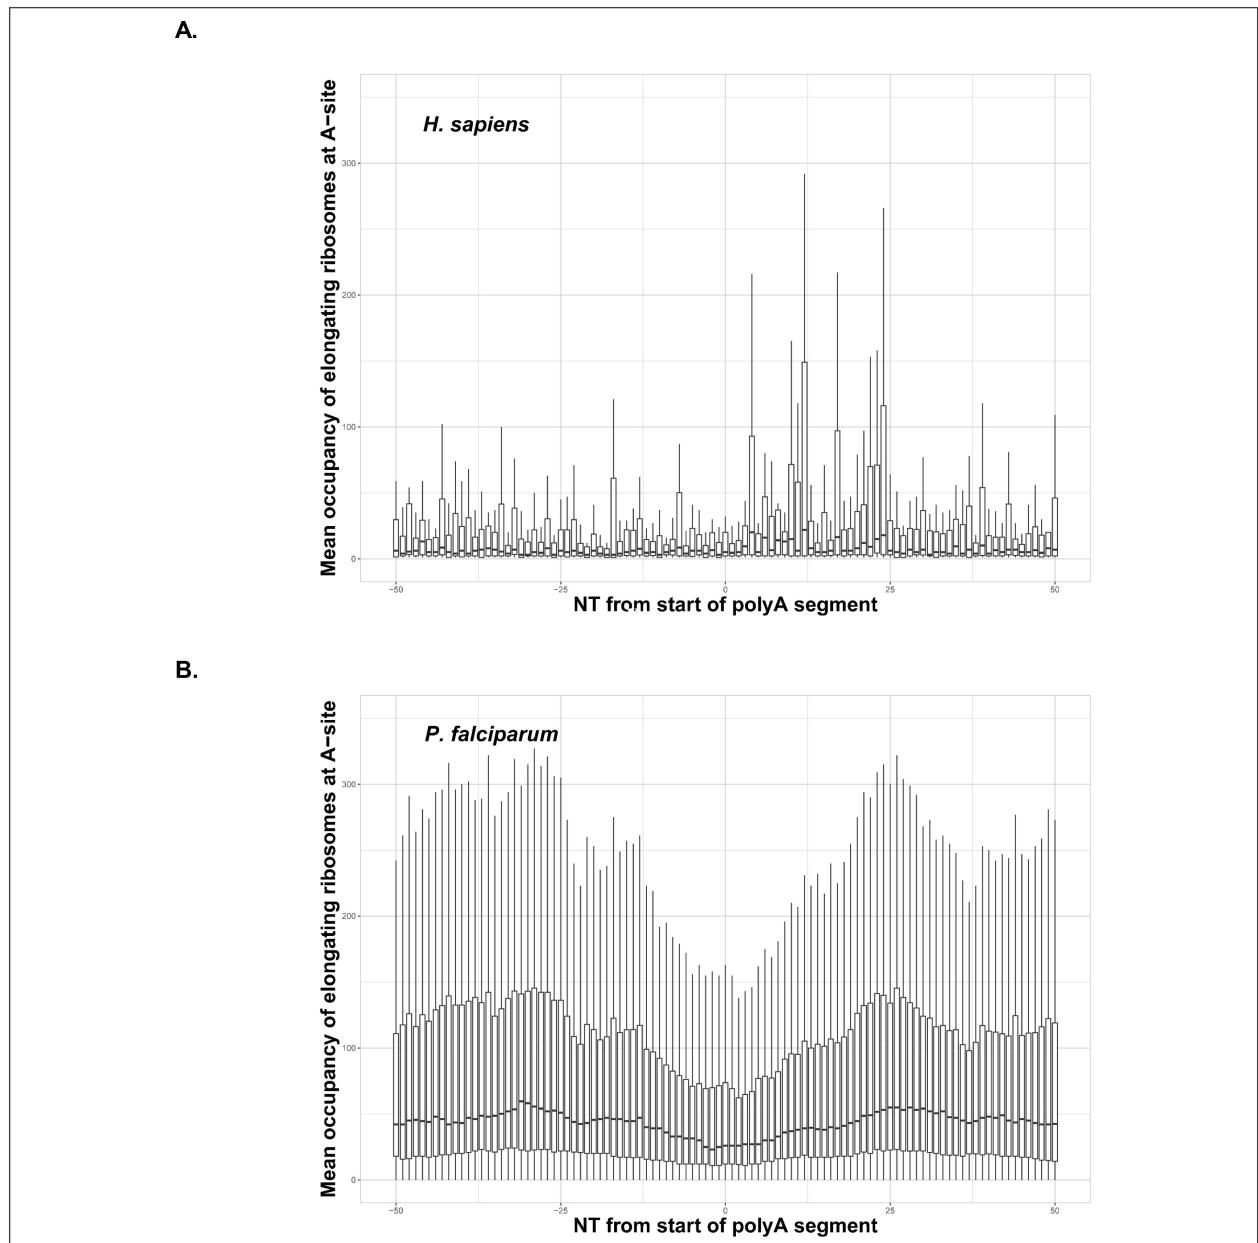 A.
Mean occupancy of elongating ribosomes at A−site
H. sapiens
300
200
100
0
−50
−25
0
25
50
NT from start of polyA segment
B.
Mean occupancy of elongating ribosomes at A−site
P. falciparum
300
200
100
0
−50
−25
0
25
50
NT from start of polyA segment